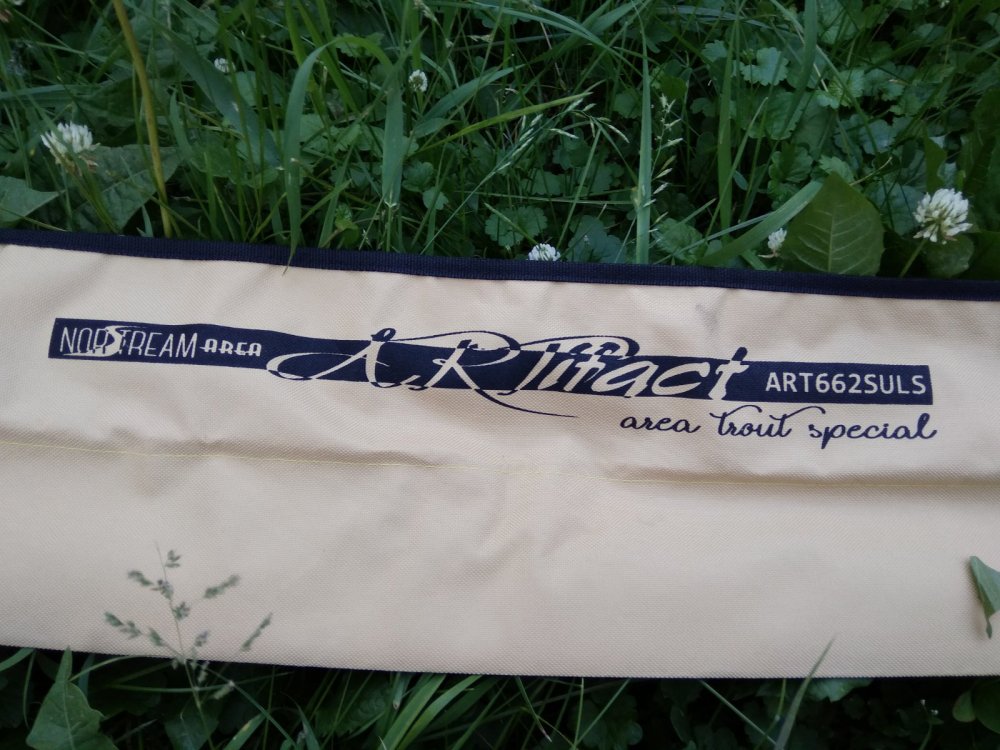 NORSTREAM AREA ARTifact ART662SULS
area trout special